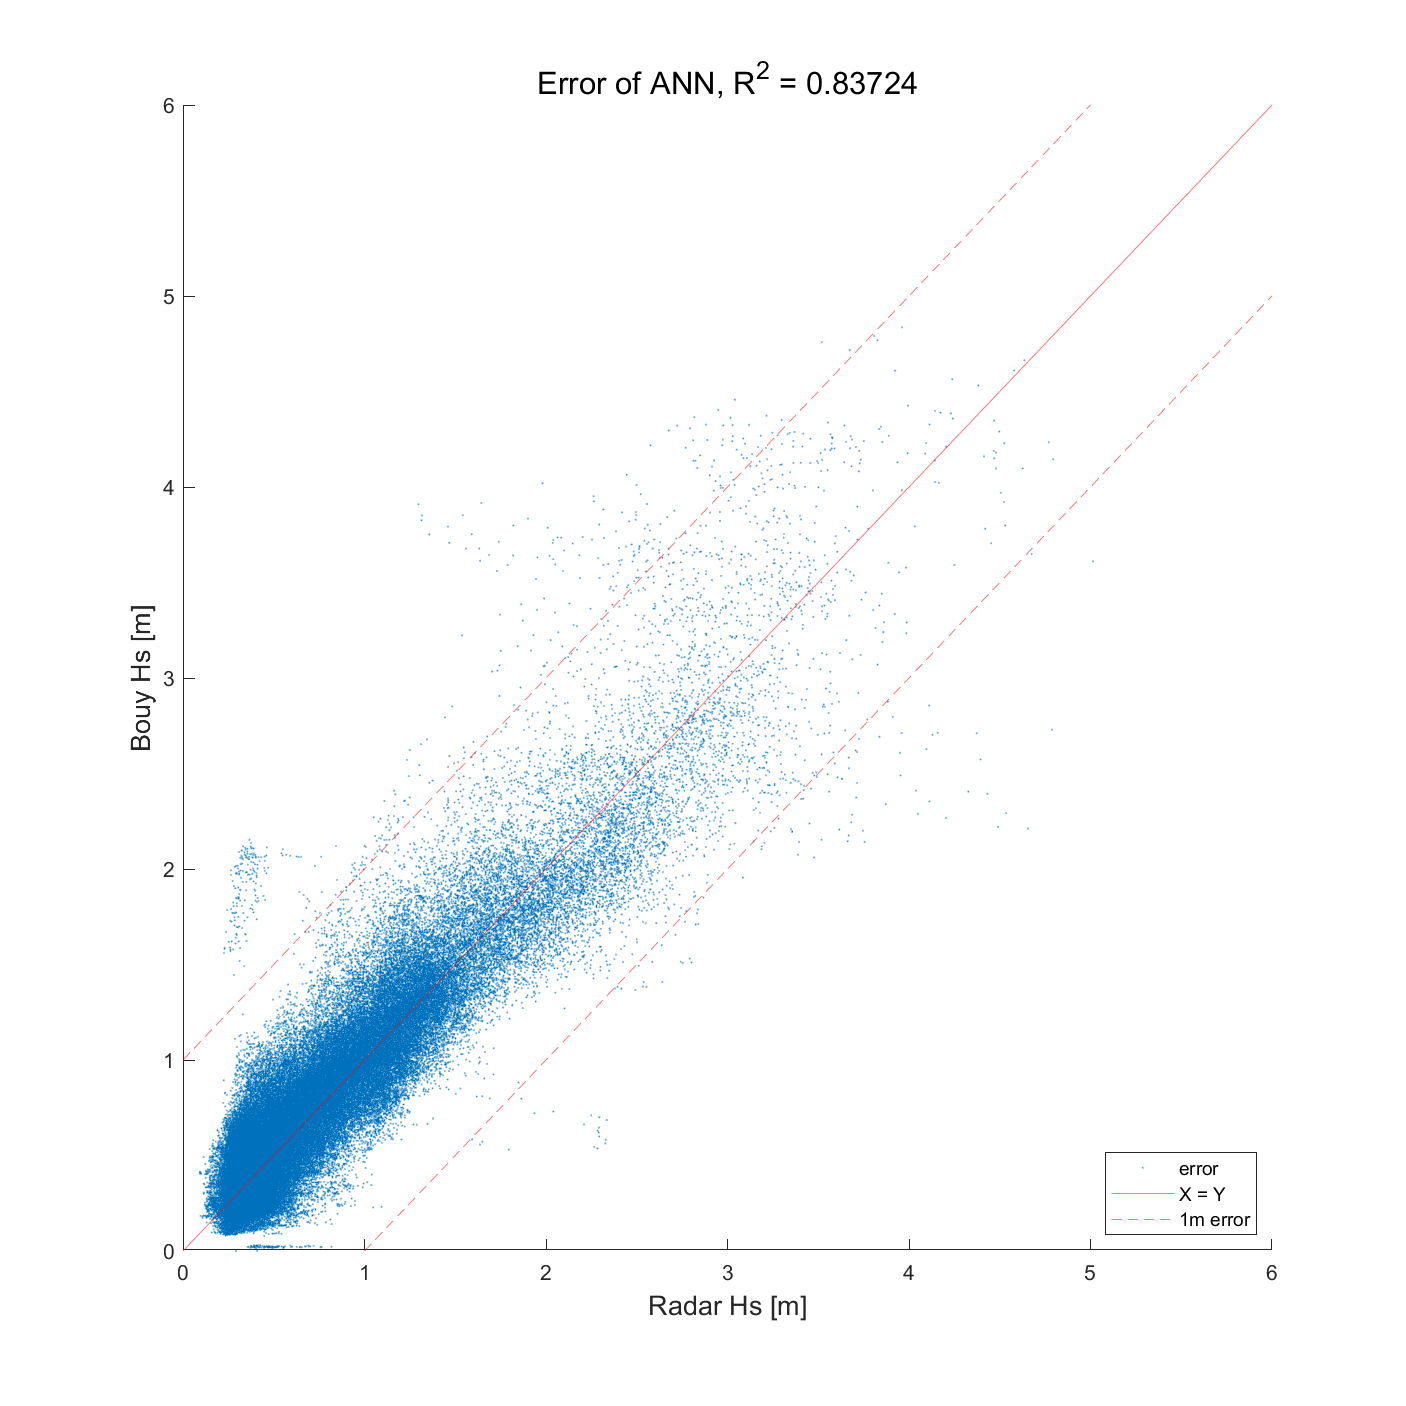 Error of ANN, R² = 0.83724
6
5
4
3
2
1
0
Bouy Hs [m]
0 1 2 3 4 5 6
Radar Hs [m]
error
X = Y
1m error